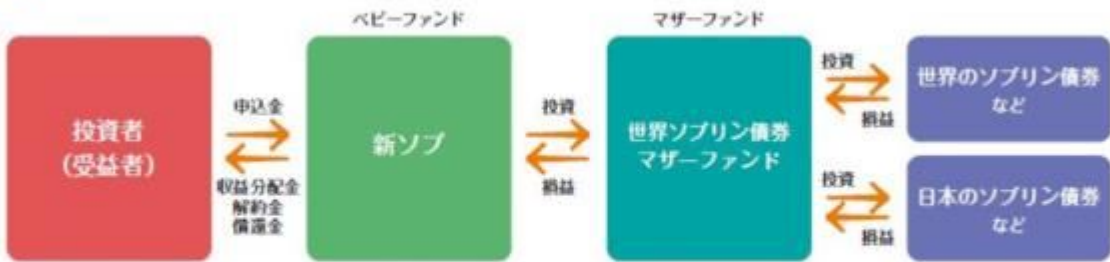 ベビーファンド
マザーファンド
投資者
(受益者)
申込金
収益分配金
解約金
償還金
新ソブ
投資
損益
世界ソブリン債券
マザーファンド
投資
損益
世界のソブリン債券
など
投資
損益
日本のソブリン債券
など